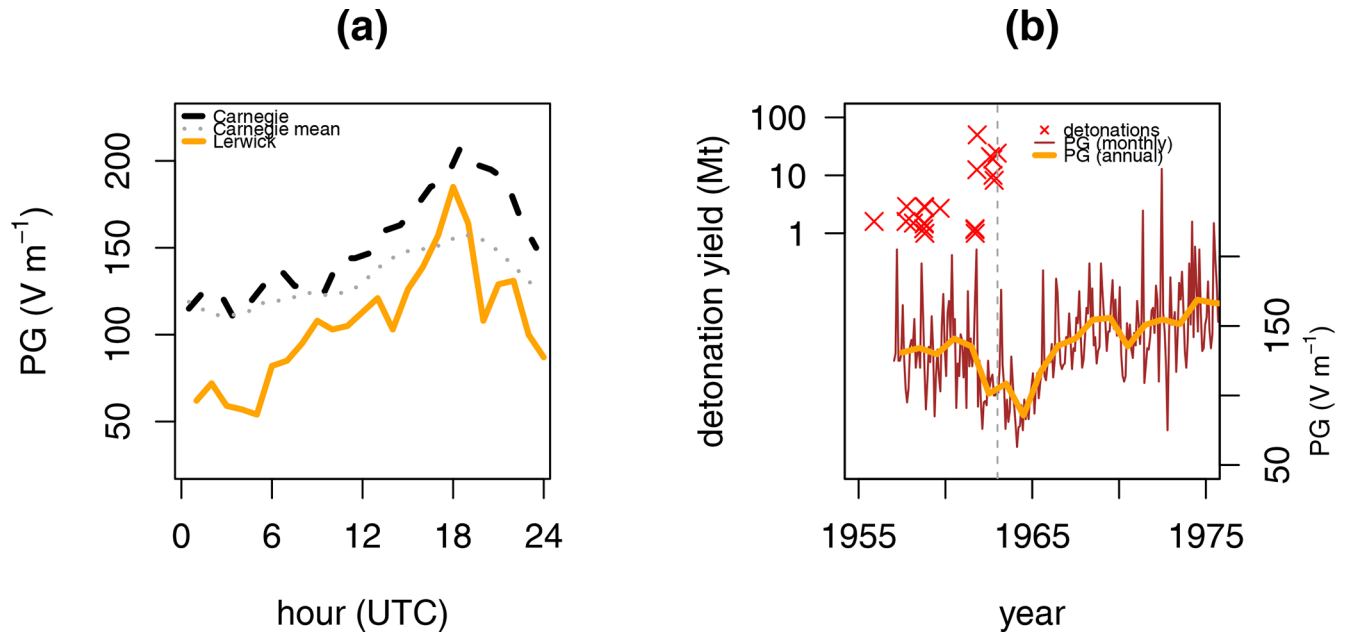 (a)
Carnegie
Carnegie mean
Lerwick
PG (V m⁻¹)
200
150
100
50
0 6 12 18 24
hour (UTC)
(b)
detonations
PG (monthly)
PG (annual)
detonation yield (Mt)
100
10
1
150
50
PG (V m⁻¹)
1955 1965 1975
year